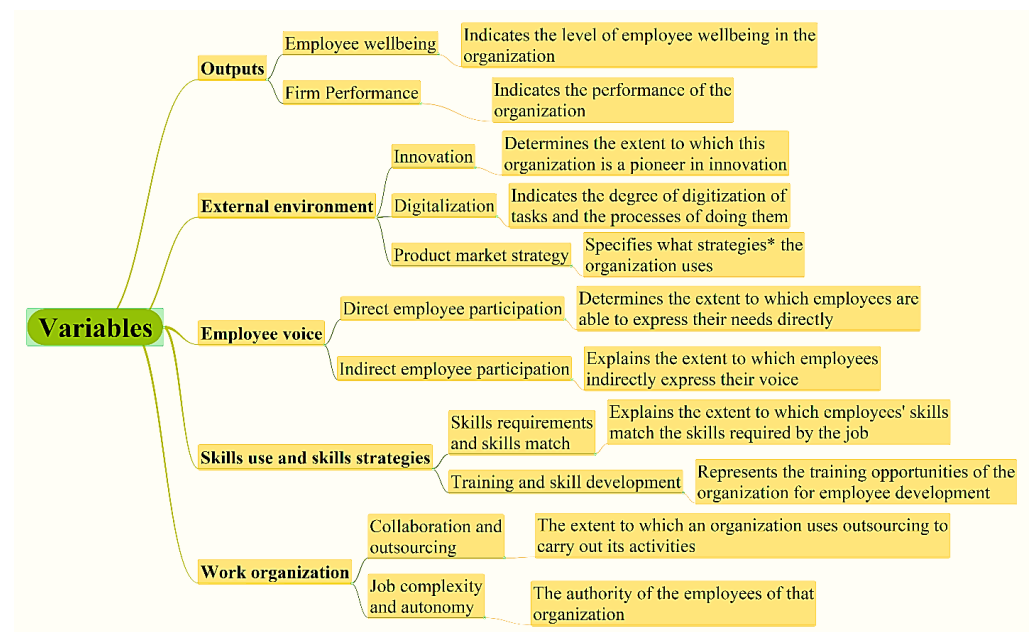 Variables
Outputs
Employee wellbeing
Indicates the level of employee wellbeing in the
organization
Firm Performance
Indicates the performance of the
organization
External environment
Innovation
Determines the extent to which this
organization is a pioneer in innovation
Digitalization
Indicates the degree of digitization of
tasks and the processes of doing them
Product market strategy
Specifies what strategies* the
organization uses
Employee voice
Direct employee participation
Determines the extent to which employees are
able to express their needs directly
Indirect employee participation
Explains the extent to which employees
indirectly express their voice
Skills use and skills strategies
Skills requirements
and skills match
Explains the extent to which employees' skills
match the skills required by the job
Training and skill development
Represents the training opportunities of the
organization for employee development
Work organization
Collaboration and
outsourcing
The extent to which an organization uses outsourcing to
carry out its activities
Job complexity
and autonomy
The authority of the employees of that
organization